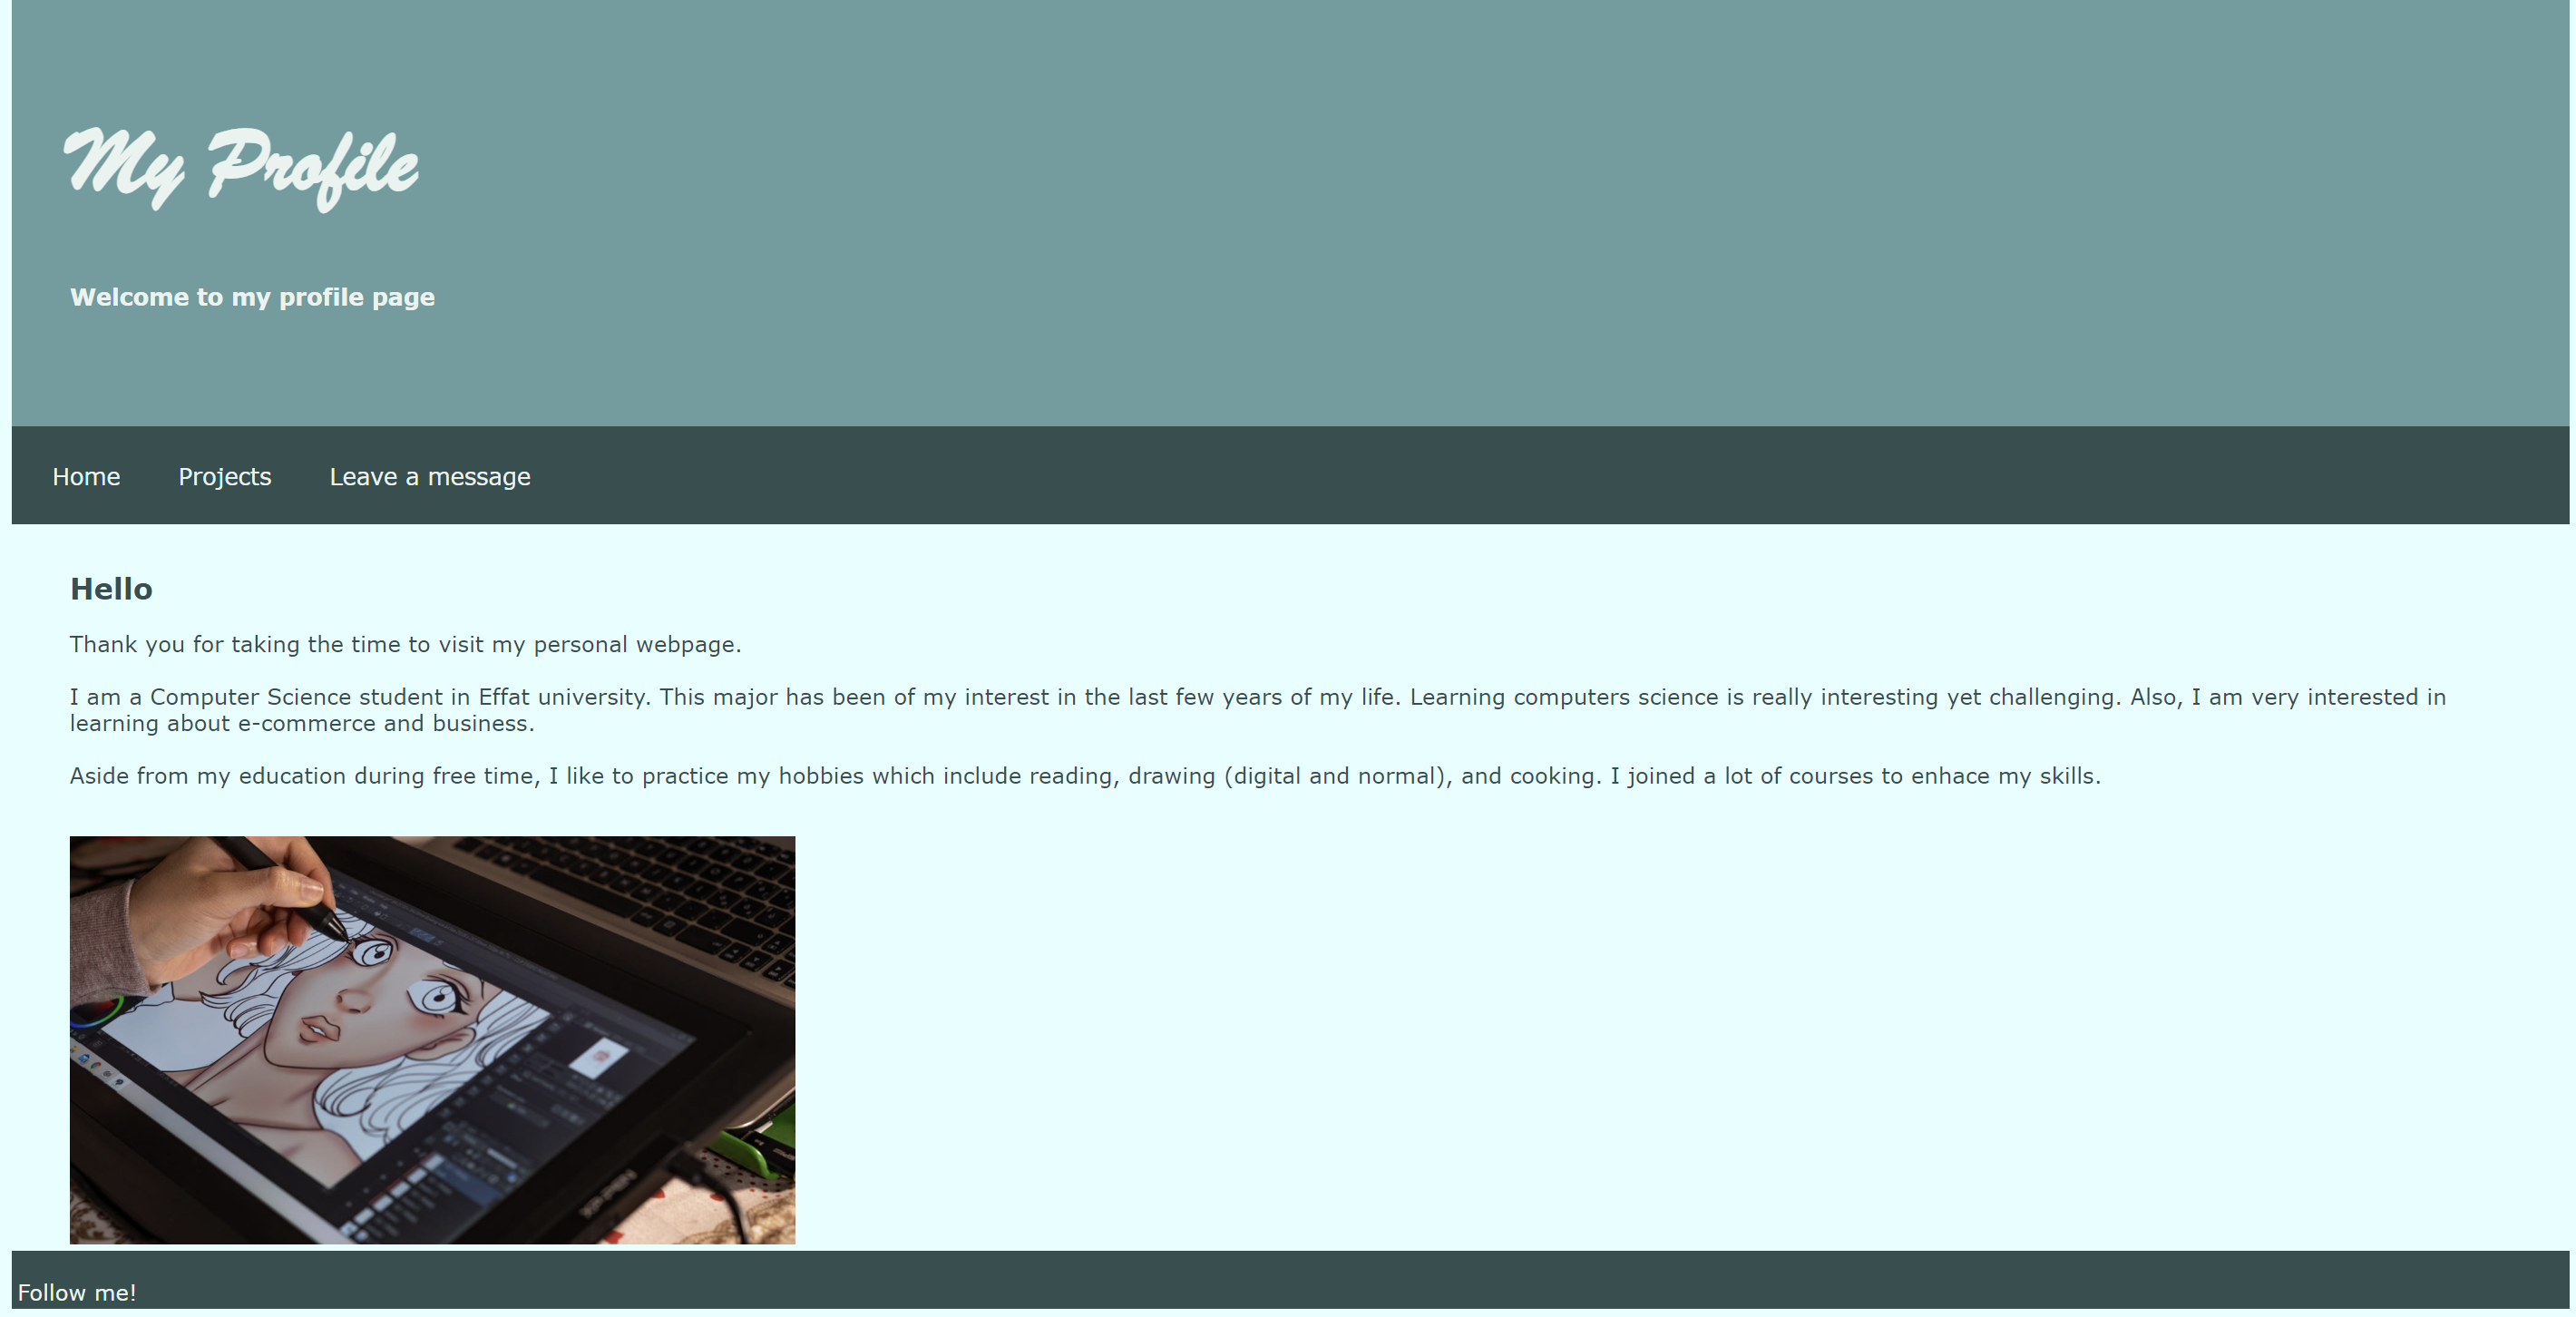 My Profile
Welcome to my profile page
Home Projects Leave a message
Hello
Thank you for taking the time to visit my personal webpage.
I am a Computer Science student in Effat university. This major has been of my interest in the last few years of my life. Learning computers science is really interesting yet challenging. Also, I am very interested in
learning about e-commerce and business.
Aside from my education during free time, I like to practice my hobbies which include reading, drawing (digital and normal), and cooking. I joined a lot of courses to enhace my skills.
Follow me!